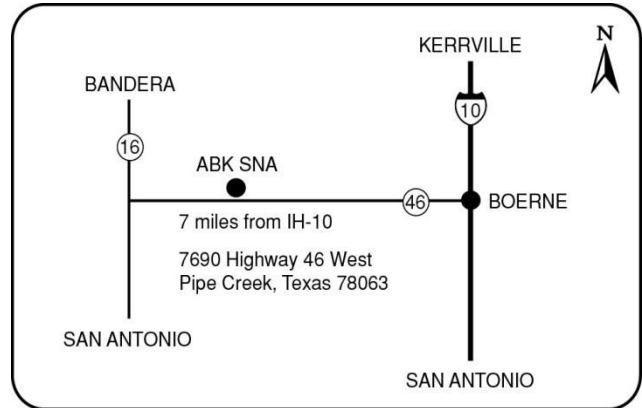 KERRVILLE
N
BANDERA
10
16
ABK SNA
46
BOERNE
7 miles from IH-10
7690 Highway 46 West
Pipe Creek, Texas 78063
SAN ANTONIO
SAN ANTONIO